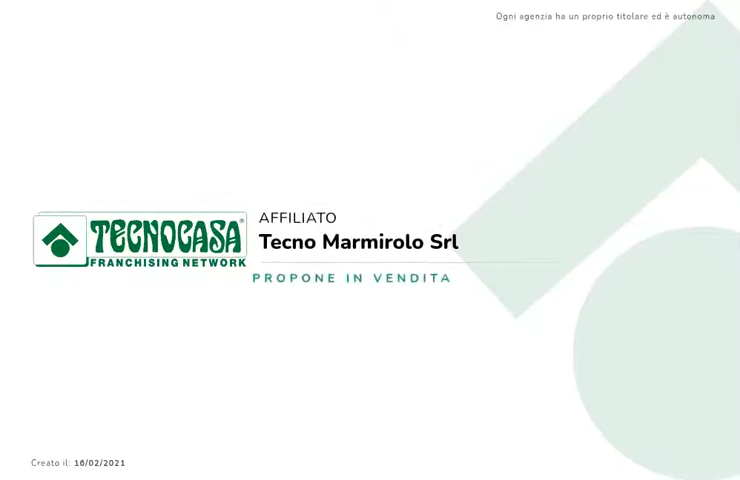 Ogni agenzia ha un proprio titolare ed è autonoma
TECNOCASA®
FRANCHISING NETWORK
AFFILIATO
Tecno Marmirolo Srl
PROPONE IN VENDITA
Creato il: 16/02/2021